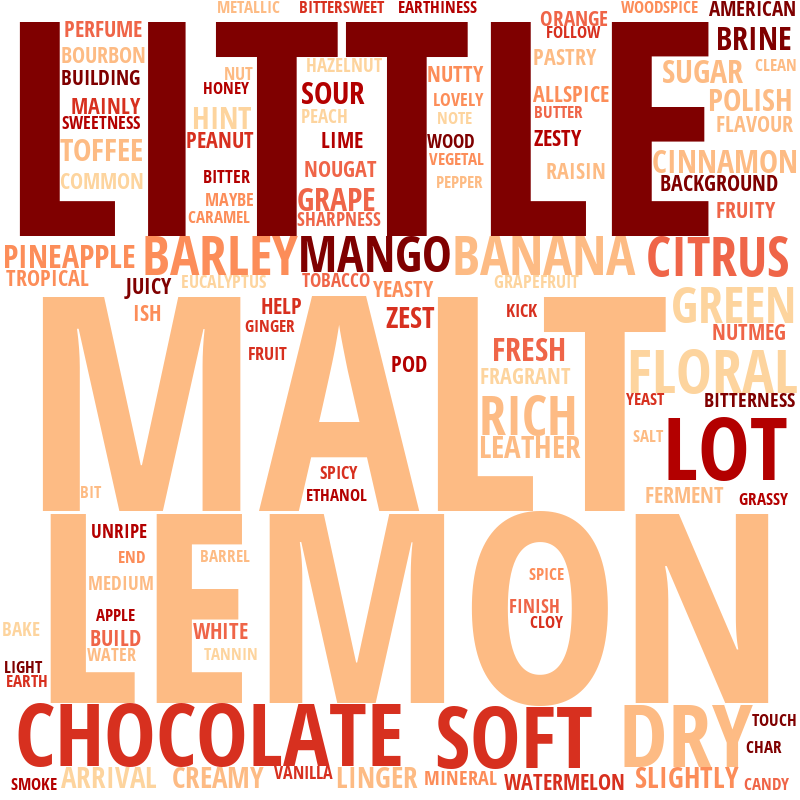 METALLIC BITTERSWEET EARTHINESS WOODSPICE AMERICAN
PERFUME ORANGE FOLLOW BRINE
LITTLE
BOURBON HAZELNUT PASTRY CLEAN
BUILDING NUT NUTTY SUGAR
HONEY SOUR
MAINLY LOVELY ALLSPICE POLISH
SWEETNESS HINT PEACH NOTE BUTTER FLAVOUR
PEANUT LIME WOOD ZESTY
TOFFEE VEGETAL CINNAMON
COMMON BITTER NOUGAT PEPPER RAISIN BACKGROUND
MAYBE GRAPE
CARAMEL SHARPNESS FRUITY
PINEAPPLE BARLEY MANGO BANANA CITRUS
TROPICAL EUCALYPTUS TOBACCO GRAPEFRUIT
JUICY YEASTY
ISH HELP ZEST KICK GREEN
GINGER NUTMEG
FRUIT POD FRESH
FRAGRANT FLORAL
MALT
YEAST BITTERNESS
RICH
LEATHER SALT LOT
SPICY
BIT ETHANOL FERMENT GRASSY
UNRIPE
END BARREL
LEMON
MEDIUM SPICE
APPLE FINISH
BAKE BUILD WHITE CLOY
WATER TANNIN
LIGHT
EARTH
CHOCOLATE SOFT DRY TOUCH
CHAR
SMOKE ARRIVAL CREAMY VANILLA LINGER MINERAL WATERMELON SLIGHTLY CANDY